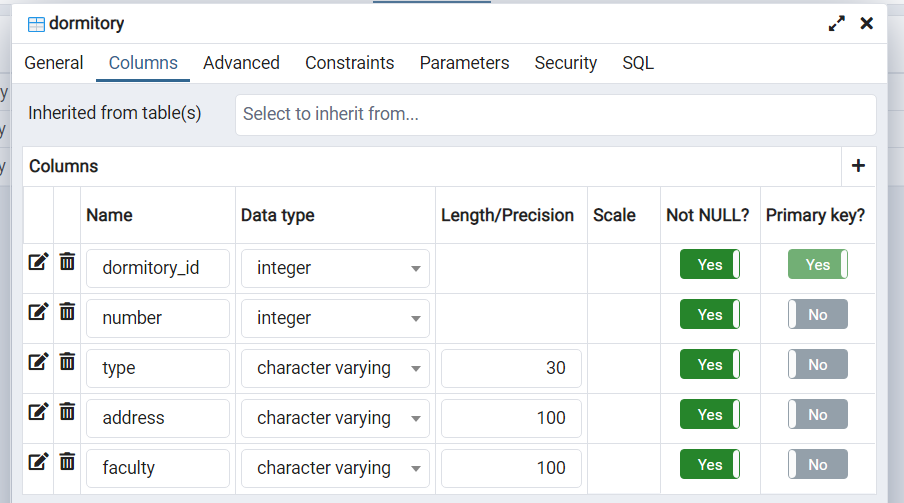 dormitory
General Columns Advanced Constraints Parameters Security SQL
Inherited from table(s) Select to inherit from...
Columns
Name Data type Length/Precision Scale Not NULL? Primary key?
dormitory_id integer Yes Yes
number integer Yes No
type character varying 30 Yes No
address character varying 100 Yes No
faculty character varying 100 Yes No